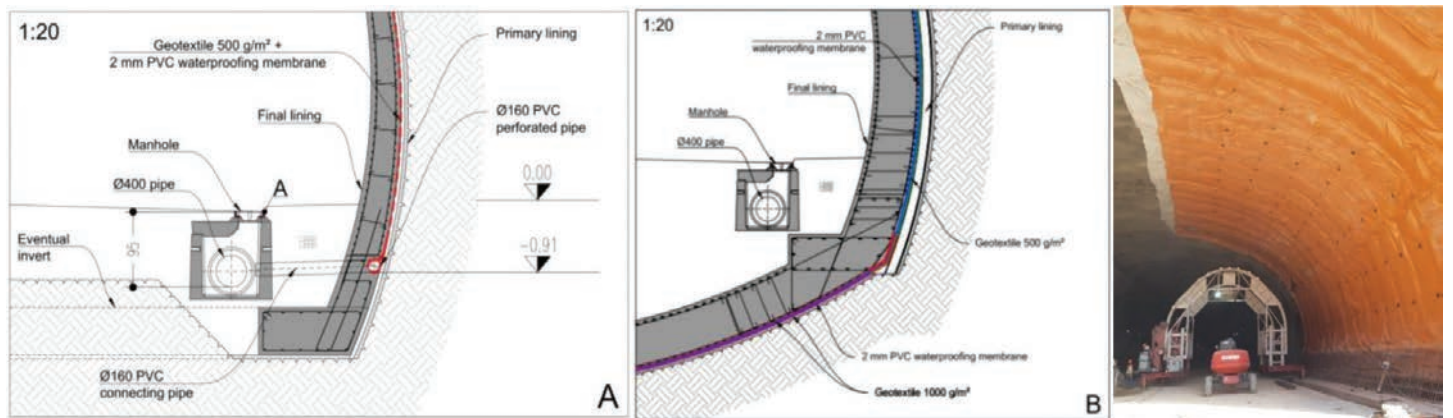 1:20
Geotextile 500 g/m² +
2 mm PVC waterproofing membrane
Primary lining
Final lining
Ø160 PVC
perforated pipe
Manhole
Ø400 pipe
A
0.00
Eventual
invert
95
-0.91
Ø160 PVC
connecting pipe
A
1:20
2 mm PVC
waterproofing membrane
Primary lining
Final lining
Manhole
Ø400 pipe
Geotextile 500 g/m²
2 mm PVC waterproofing membrane
Geotextile 1000 g/m²
B